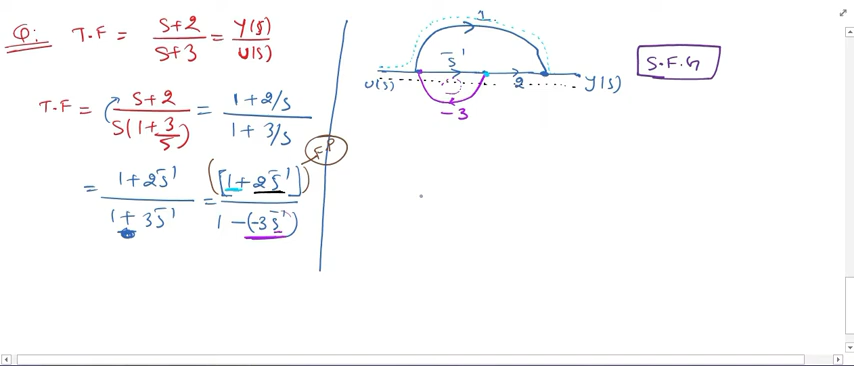 Q: T.F = S+2 / S+3 = Y(s) / U(s)
T.F = S+2 / S(1+3/S) = 1+2/s / 1+3/s
= 1+2s⁻¹ / 1+3s⁻¹ = ([1+2s⁻¹]) / 1-(-3s⁻¹)
FP
1
s⁻¹
U(s) 2 Y(s)
-3
S.F.G